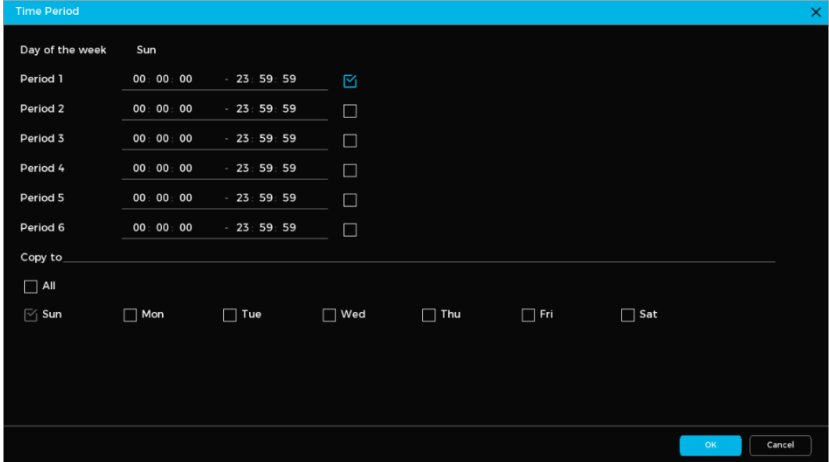 Time Period
Day of the week Sun
Period 1 00 : 00 : 00 - 23 : 59 : 59
Period 2 00 : 00 : 00 - 23 : 59 : 59
Period 3 00 : 00 : 00 - 23 : 59 : 59
Period 4 00 : 00 : 00 - 23 : 59 : 59
Period 5 00 : 00 : 00 - 23 : 59 : 59
Period 6 00 : 00 : 00 - 23 : 59 : 59
Copy to
All
Sun Mon Tue Wed Thu Fri Sat
OK Cancel